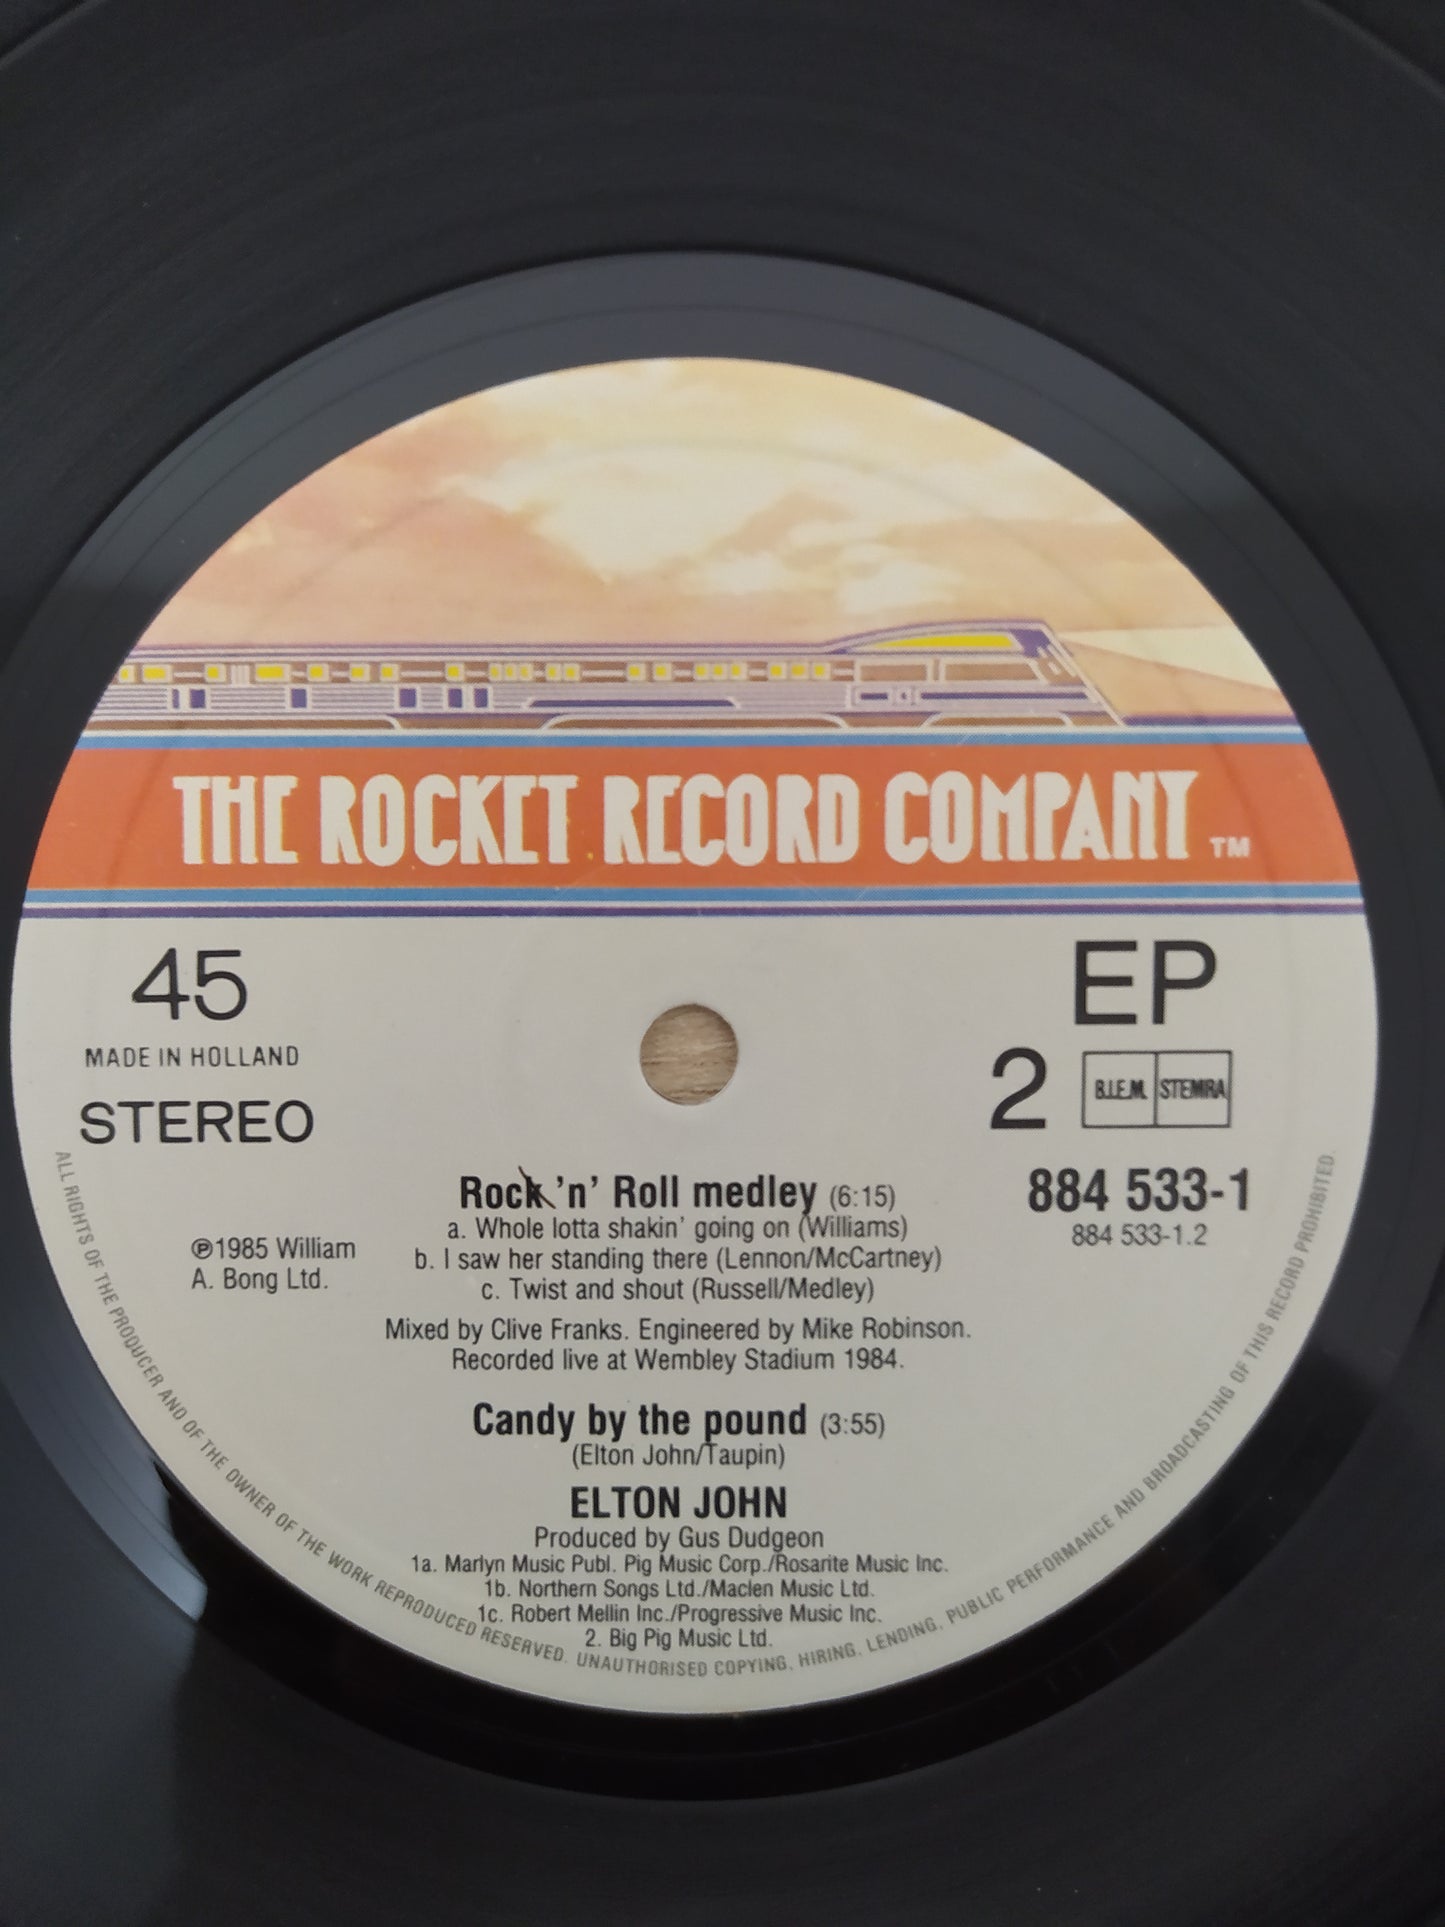 THE ROCKET RECORD COMPANY TM
45
EP
MADE IN HOLLAND
2
B.I.E.M. STEMRA
STEREO
884 533-1
884 533-1.2
℗1985 William
A. Bong Ltd.
Rock 'n' Roll medley (6:15)
a. Whole lotta shakin' going on (Williams)
b. I saw her standing there (Lennon/McCartney)
c. Twist and shout (Russell/Medley)
Mixed by Clive Franks. Engineered by Mike Robinson.
Recorded live at Wembley Stadium 1984.
Candy by the pound (3:55)
(Elton John/Taupin)
ELTON JOHN
Produced by Gus Dudgeon
1a. Marlyn Music Publ. Pig Music Corp./Rosarite Music Inc.
1b. Northern Songs Ltd./Maclen Music Ltd.
1c. Robert Mellin Inc./Progressive Music Inc.
2. Big Pig Music Ltd.
ALL RIGHTS OF THE PRODUCER AND OF THE OWNER OF THE WORK REPRODUCED RESERVED. UNAUTHORISED COPYING, HIRING, LENDING, PUBLIC PERFORMANCE AND BROADCASTING OF THIS RECORD PROHIBITED.